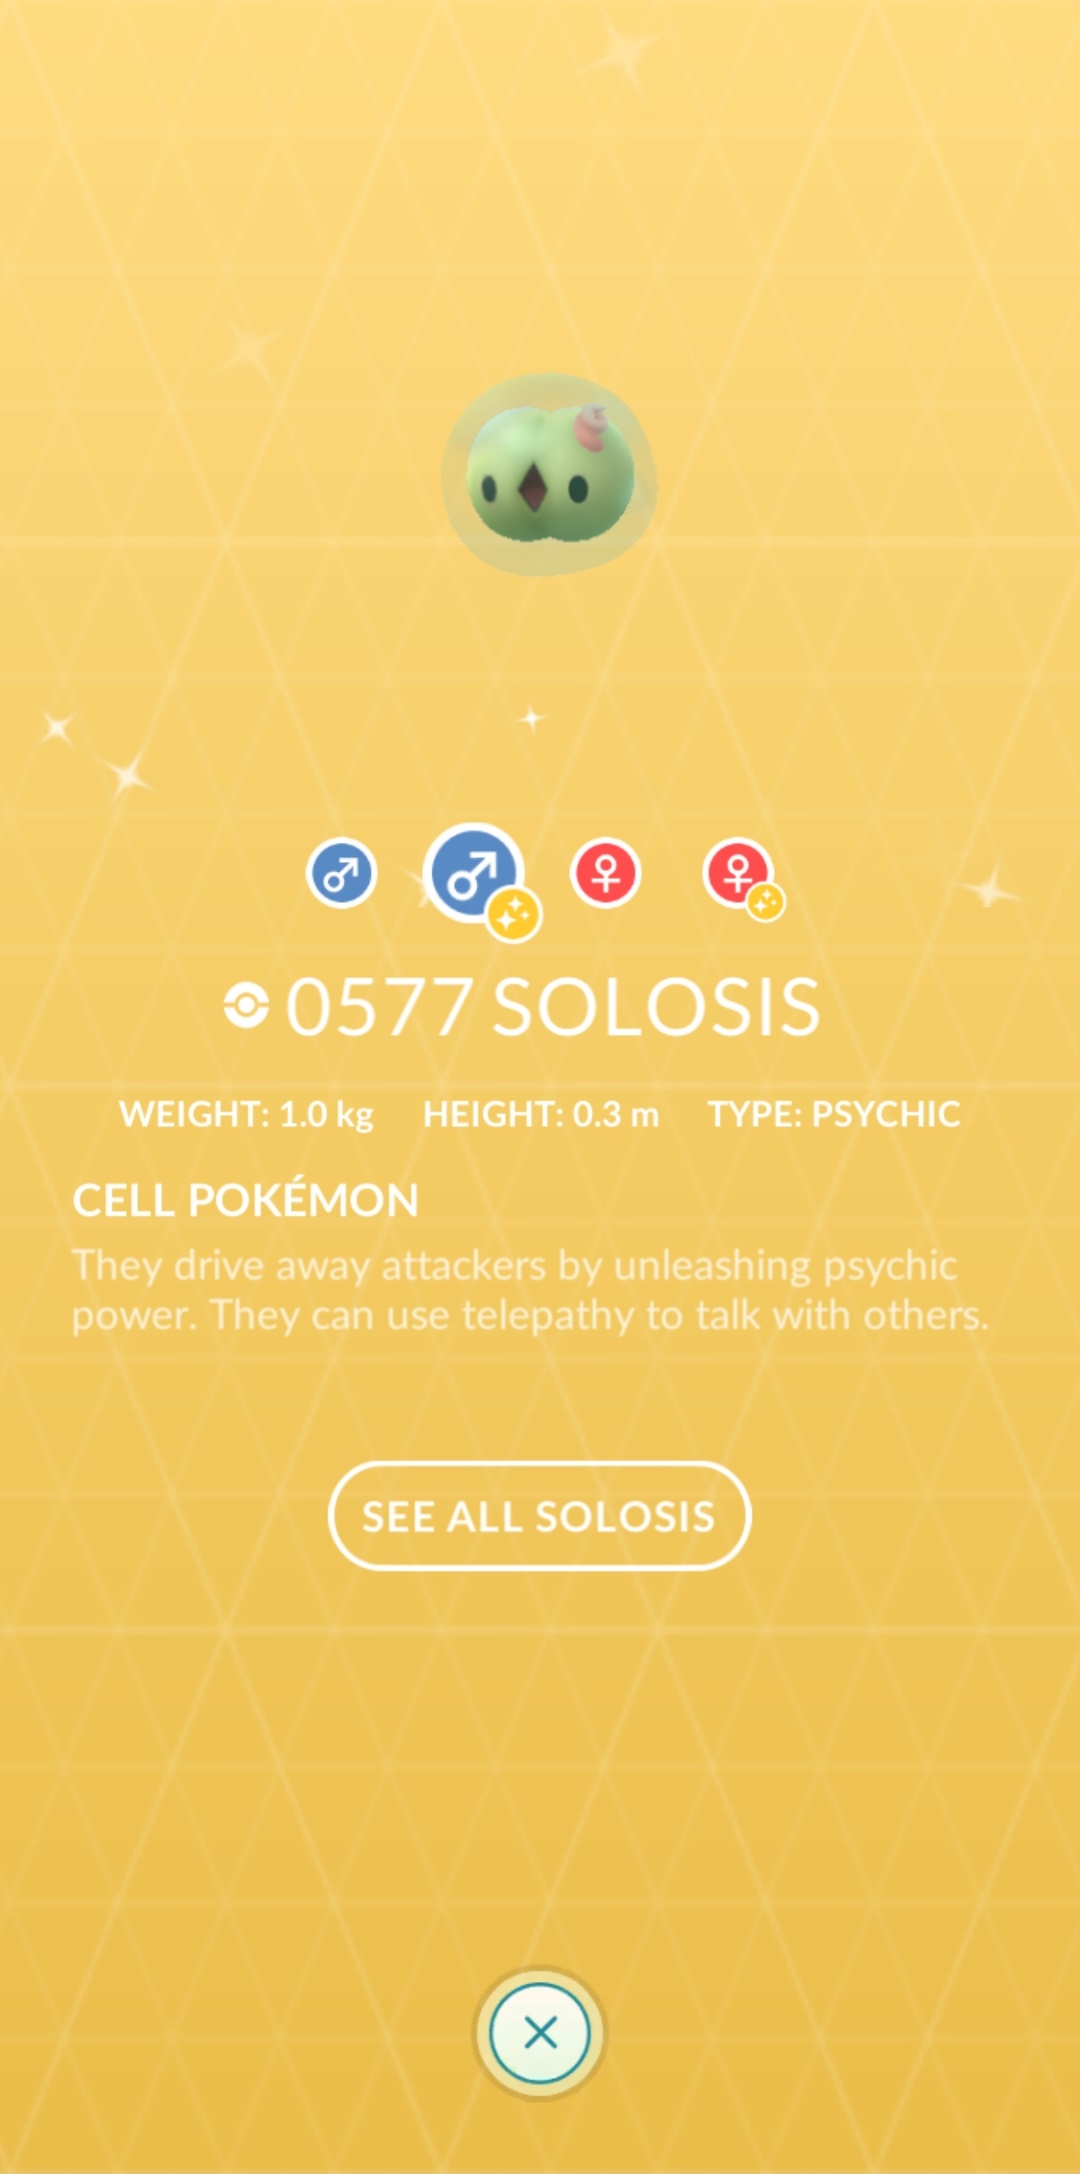 0577 SOLOSIS
WEIGHT: 1.0 kg HEIGHT: 0.3 m TYPE: PSYCHIC
CELL POKÉMON
They drive away attackers by unleashing psychic
power. They can use telepathy to talk with others.
SEE ALL SOLOSIS